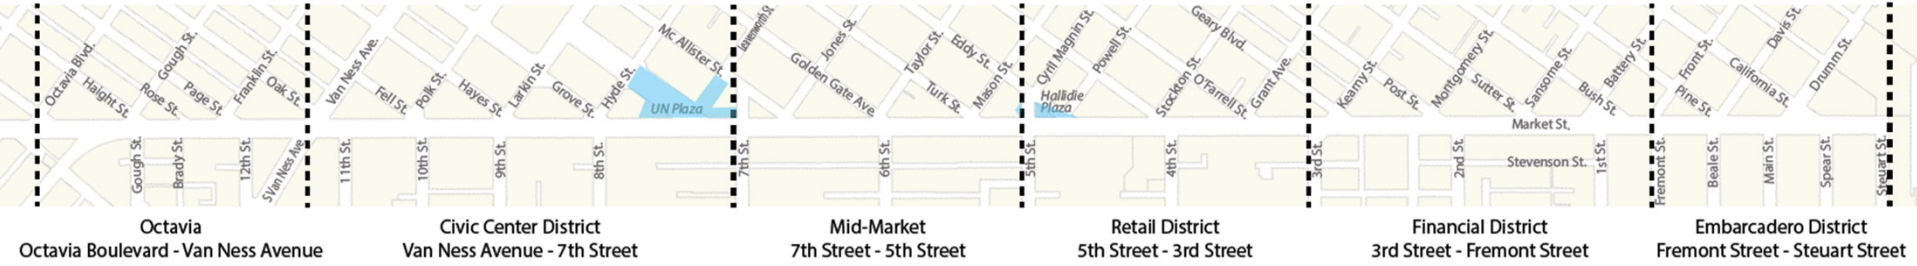 Octavia Blvd.
Haight St.
Gough St.
Rose St.
Page St.
Franklin St.
Oak St.
Gough St.
Brady St.
12th St.
S Van Ness Ave
Van Ness Ave.
Fell St.
Polk St.
Hayes St.
Larkin St.
Grove St.
Hyde St.
Mc Allister St.
UN Plaza
11th St.
10th St.
9th St.
8th St.
Leavenworth St
Golden Gate Ave.
Jones St.
Taylor St.
Eddy St.
Turk St.
Mason St.
7th St.
6th St.
Cyril Magnin St.
Hallidie
Plaza
Powell St.
Geary Blvd.
Stockton St.
O'Farrell St.
Grant Ave.
5th St.
4th St.
Kearny St.
Post St.
Montgomery St.
Sutter St.
Sansome St.
Bush St.
Battery St.
Market St,
Stevenson St.
3rd St.
2nd St.
1st St.
Front St.
Pine St.
California St.
Davis St.
Drumm St.
Fremont St.
Beale St.
Main St.
Spear St.
Steuart St.
Octavia
Octavia Boulevard - Van Ness Avenue
Civic Center District
Van Ness Avenue - 7th Street
Mid-Market
7th Street - 5th Street
Retail District
5th Street - 3rd Street
Financial District
3rd Street - Fremont Street
Embarcadero District
Fremont Street - Steuart Street